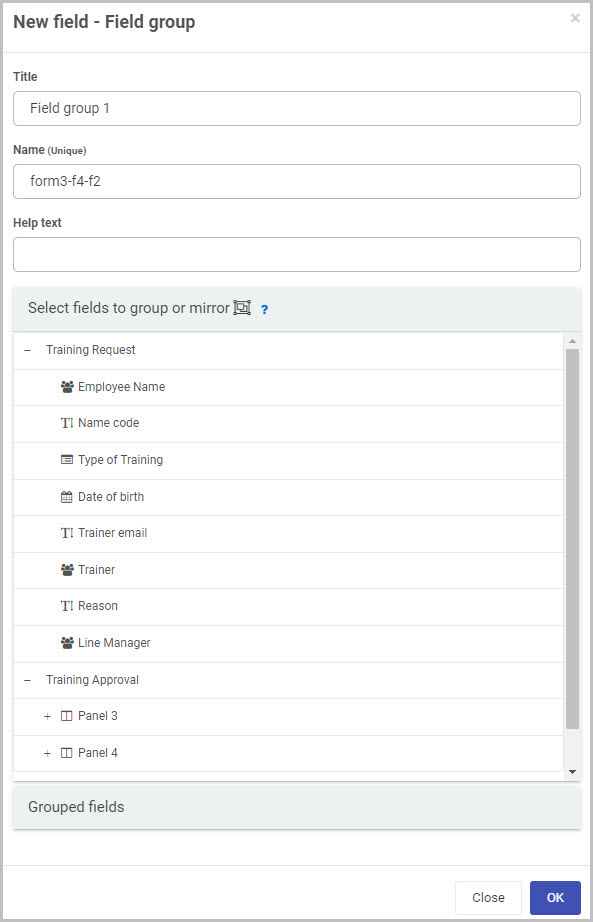 New field - Field group ×
Title
Field group 1
Name (Unique)
form3-f4-f2
Help text
Select fields to group or mirror ?
− Training Request
Employee Name
T! Name code
Type of Training
Date of birth
T! Trainer email
Trainer
T! Reason
Line Manager
− Training Approval
+ Panel 3
+ Panel 4
Grouped fields
Close OK